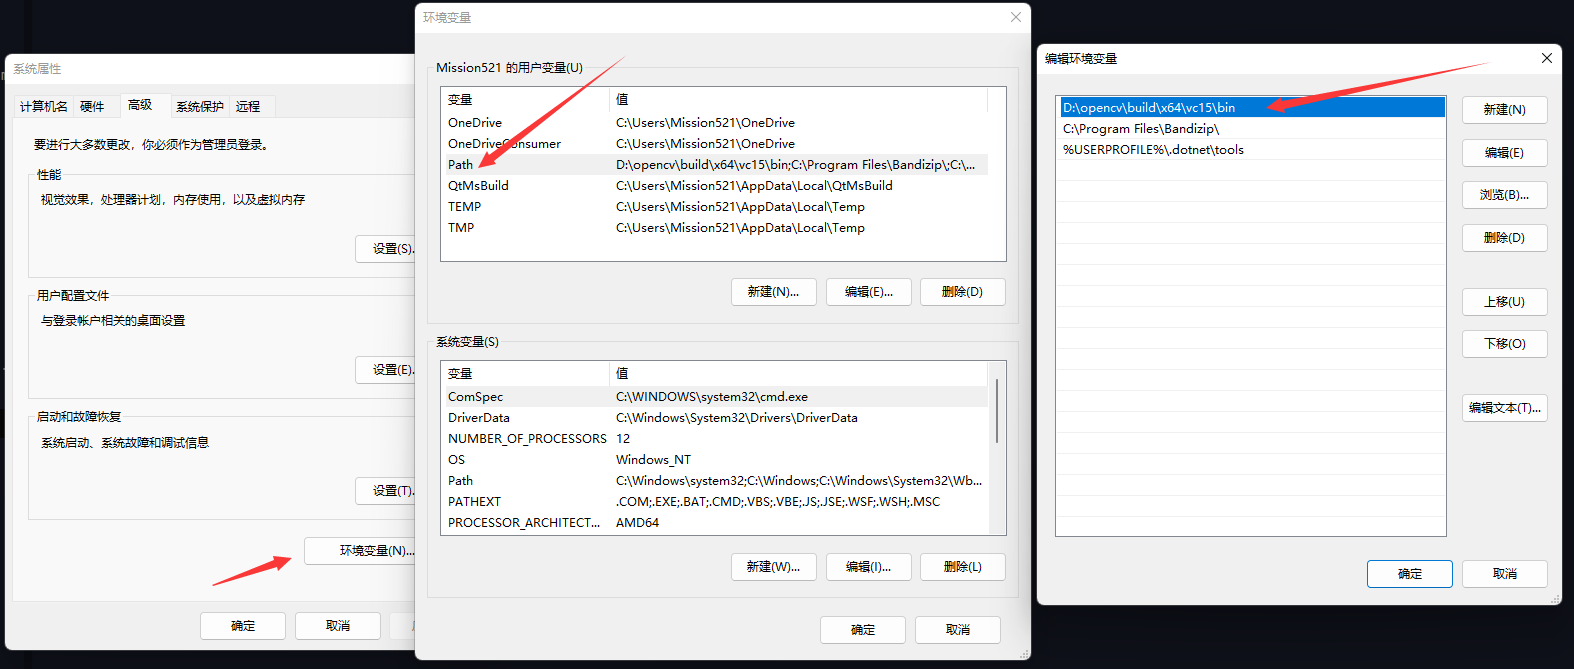 系统属性
计算机名
硬件
高级
系统保护
远程
要进行大多数更改，你必须作为管理员登录。
性能
视觉效果，处理器计划，内存使用，以及虚拟内存
设置(S).
用户配置文件
与登录帐户相关的桌面设置
设置(E).
启动和故障恢复
系统启动、系统故障和调试信息
设置(T).
环境变量(N)...
确定
取消
环境变量
Mission521 的用户变量(U)
变量 值
OneDrive C:\Users\Mission521\OneDrive
OneDriveConsumer C:\Users\Mission521\OneDrive
Path D:\opencv\build\x64\vc15\bin;C:\Program Files\Bandizip\;C:\...
QtMsBuild C:\Users\Mission521\AppData\Local\QtMsBuild
TEMP C:\Users\Mission521\AppData\Local\Temp
TMP C:\Users\Mission521\AppData\Local\Temp
新建(N)...
编辑(E)...
删除(D)
系统变量(S)
变量 值
ComSpec C:\WINDOWS\system32\cmd.exe
DriverData C:\Windows\System32\Drivers\DriverData
NUMBER_OF_PROCESSORS 12
OS Windows_NT
Path C:\Windows\system32;C:\Windows;C:\Windows\System32\Wb...
PATHEXT .COM;.EXE;.BAT;.CMD;.VBS;.VBE;.JS;.JSE;.WSF;.WSH;.MSC
PROCESSOR_ARCHITECT... AMD64
新建(W)...
编辑(I)...
删除(L)
确定
取消
编辑环境变量
D:\opencv\build\x64\vc15\bin
C:\Program Files\Bandizip\
%USERPROFILE%\.dotnet\tools
新建(N)
编辑(E)
浏览(B)...
删除(D)
上移(U)
下移(O)
编辑文本(T)...
确定
取消